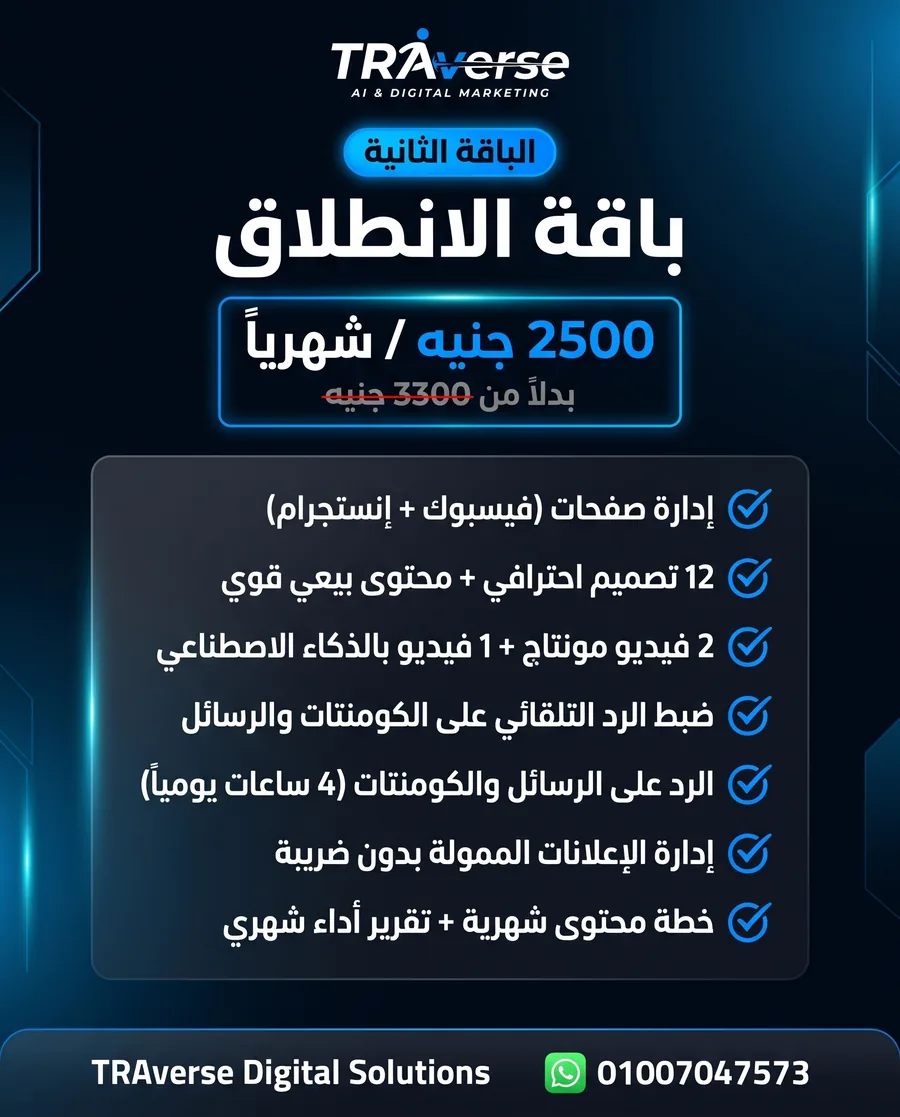 TRAverse
AI & DIGITAL MARKETING
الباقة الثانية
باقة الانطلاق
2500 جنيه / شهرياً
بدلاً من 3300 جنيه
إدارة صفحات (فيسبوك + إنستجرام)
12 تصميم احترافي + محتوى بيعي قوي
2 فيديو مونتاچ + 1 فيديو بالذكاء الاصطناعي
ضبط الرد التلقائي على الكومنتات والرسائل
الرد على الرسائل والكومنتات (4 ساعات يومياً)
إدارة الإعلانات الممولة بدون ضريبة
خطة محتوى شهرية + تقرير أداء شهري
TRAverse Digital Solutions 01007047573